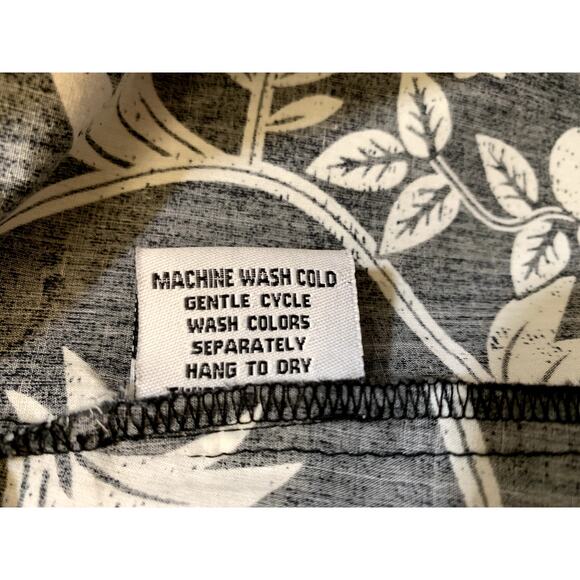 MACHINE WASH COLD
GENTLE CYCLE
WASH COLORS
SEPARATELY
HANG TO DRY